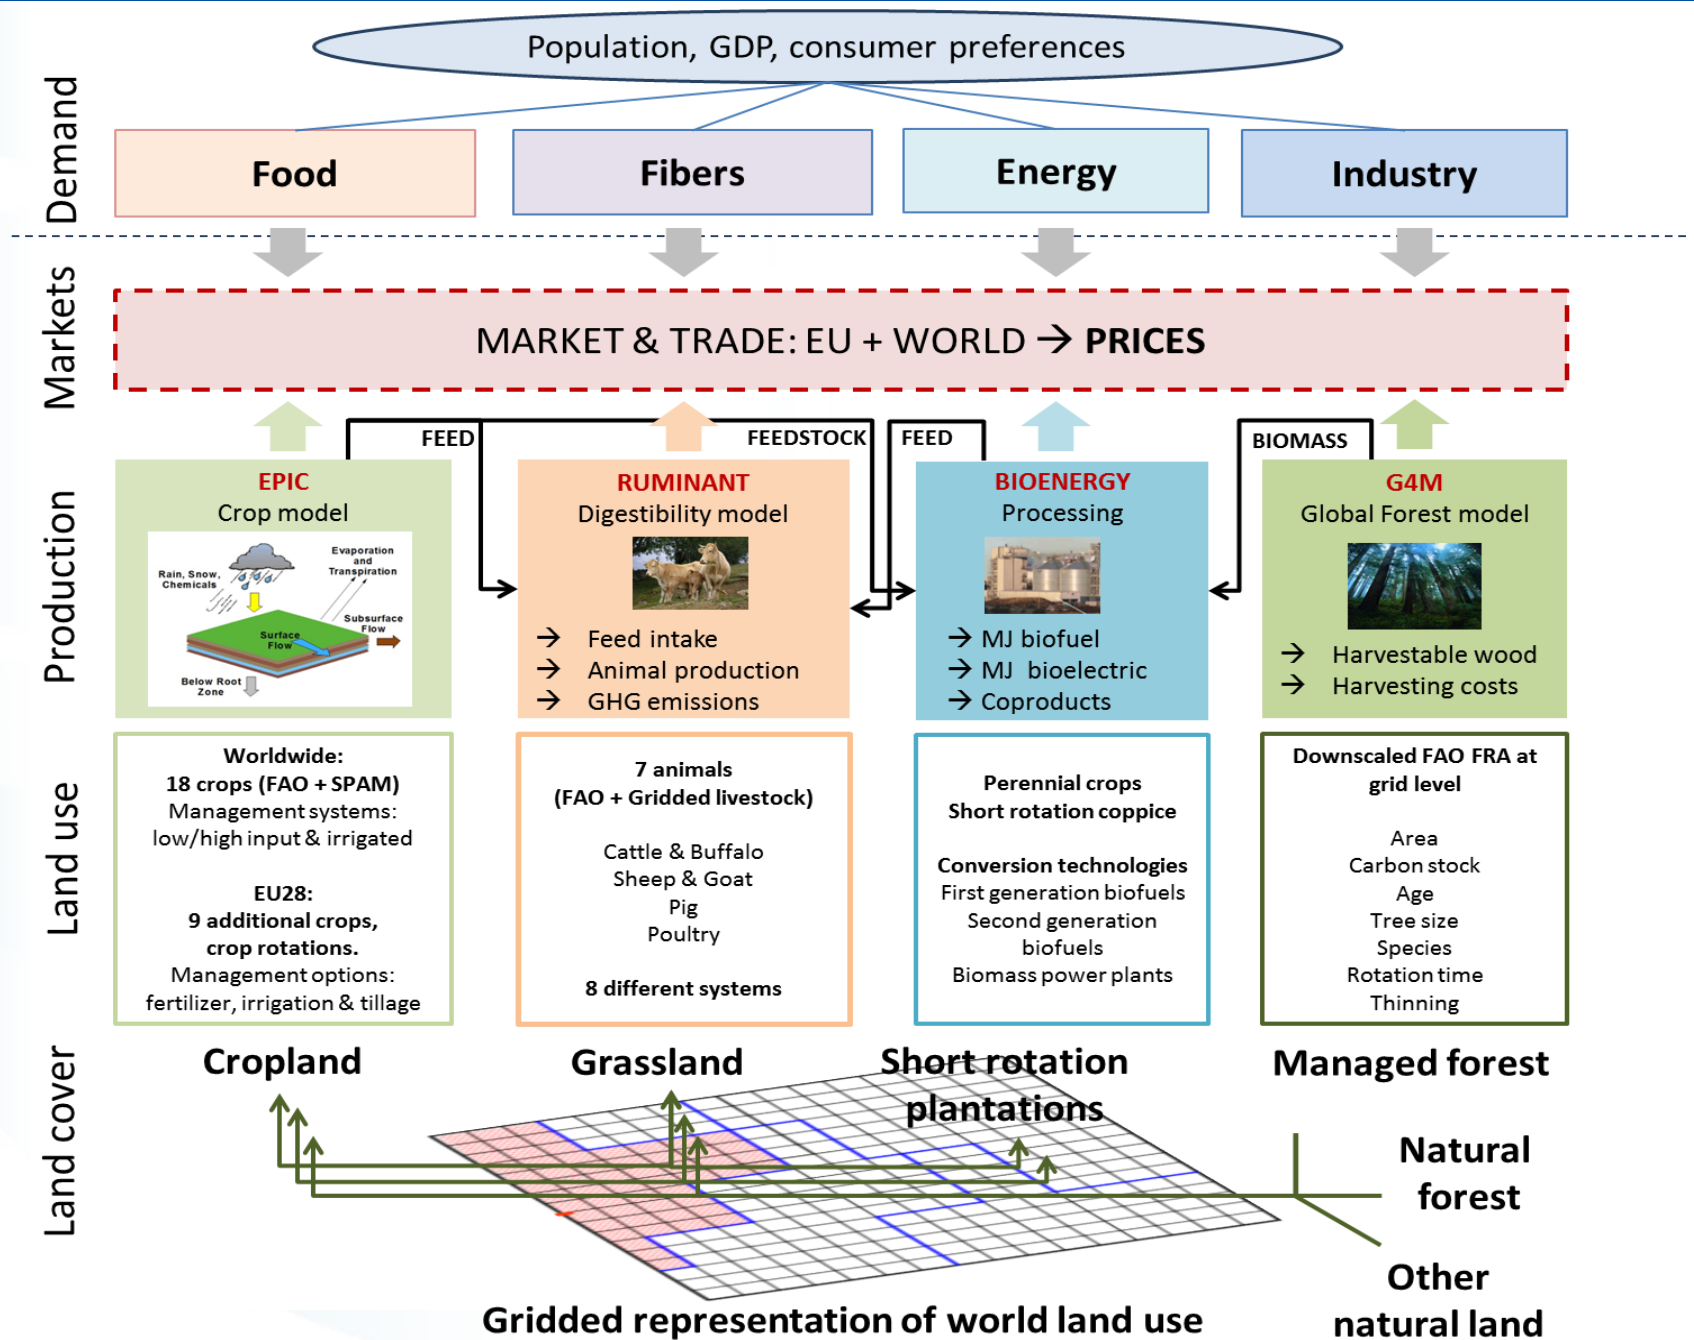 Population, GDP, consumer preferences
Demand
Food
Fibers
Energy
Industry
Markets
MARKET & TRADE: EU + WORLD → PRICES
FEED
FEEDSTOCK
FEED
BIOMASS
Production
EPIC
Crop model
Rain, Snow,
Chemicals
Evaporation
and
Transpiration
Subsurface
Flow
Surface
Flow
Below Root
Zone
RUMINANT
Digestibility model
→ Feed intake
→ Animal production
→ GHG emissions
BIOENERGY
Processing
→ MJ biofuel
→ MJ bioelectric
→ Coproducts
G4M
Global Forest model
→ Harvestable wood
→ Harvesting costs
Land use
Worldwide:
18 crops (FAO + SPAM)
Management systems:
low/high input & irrigated
EU28:
9 additional crops,
crop rotations.
Management options:
fertilizer, irrigation & tillage
7 animals
(FAO + Gridded livestock)
Cattle & Buffalo
Sheep & Goat
Pig
Poultry
8 different systems
Perennial crops
Short rotation coppice
Conversion technologies
First generation biofuels
Second generation
biofuels
Biomass power plants
Downscaled FAO FRA at
grid level
Area
Carbon stock
Age
Tree size
Species
Rotation time
Thinning
Land cover
Cropland
Grassland
Short rotation
plantations
Managed forest
Natural
forest
Other
natural land
Gridded representation of world land use